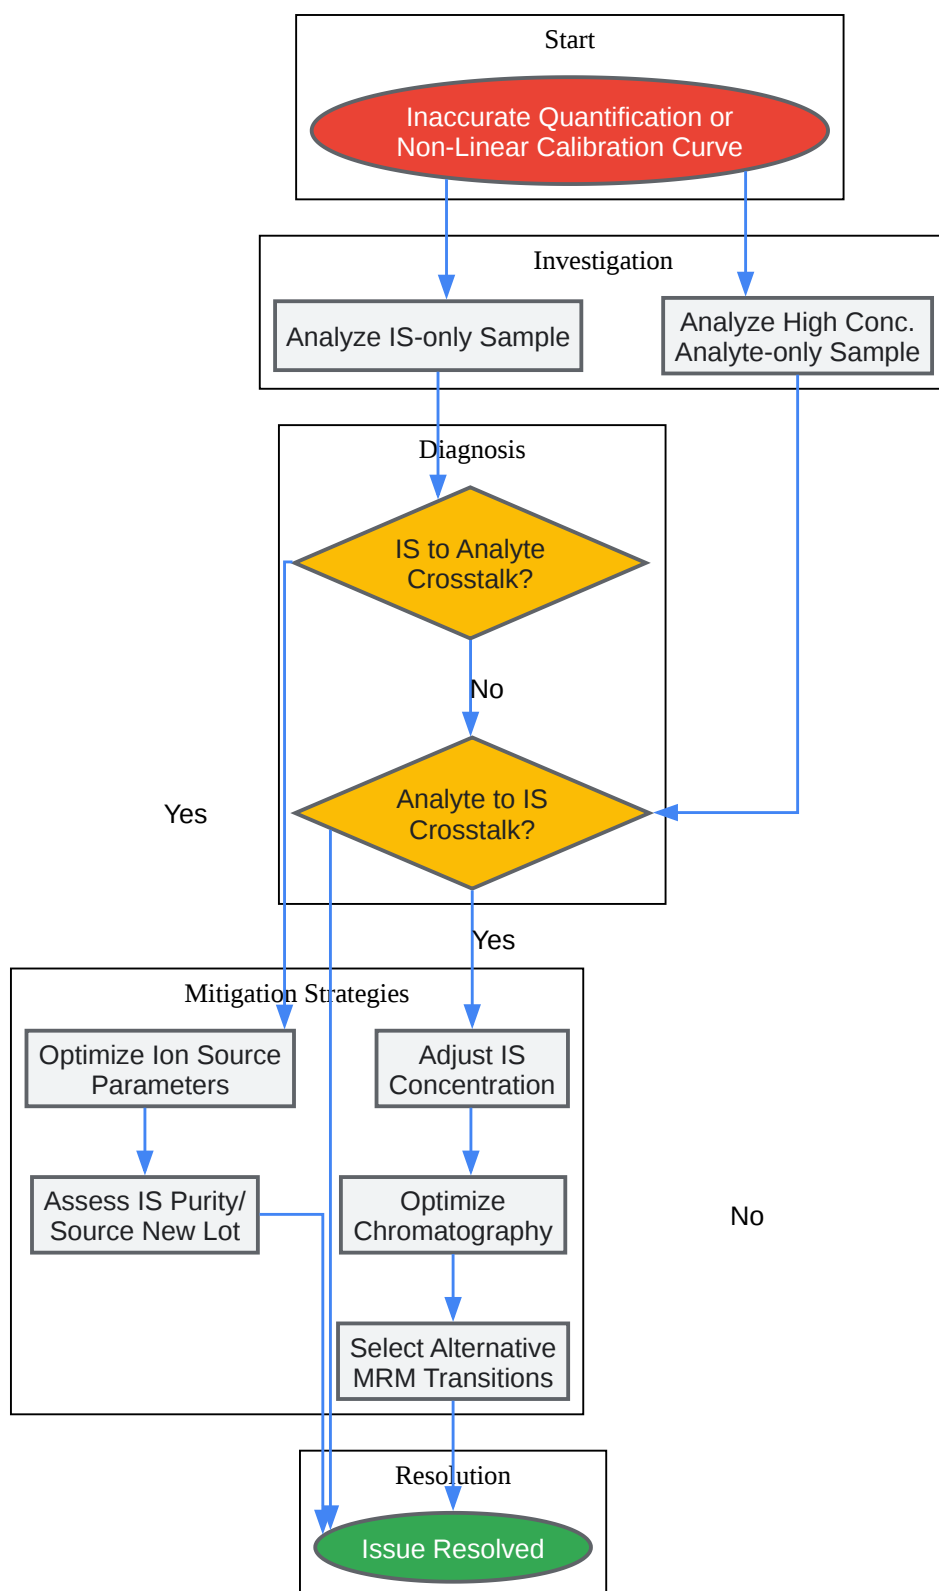 Start
Inaccurate Quantification or
Non-Linear Calibration Curve
Investigation
Analyze IS-only Sample
Analyze High Conc.
Analyte-only Sample
Diagnosis
IS to Analyte
Crosstalk?
No
Analyte to IS
Crosstalk?
Yes
Yes
Mitigation Strategies
Optimize Ion Source
Parameters
Adjust IS
Concentration
Assess IS Purity/
Source New Lot
Optimize
Chromatography
No
Select Alternative
MRM Transitions
Resolution
Issue Resolved